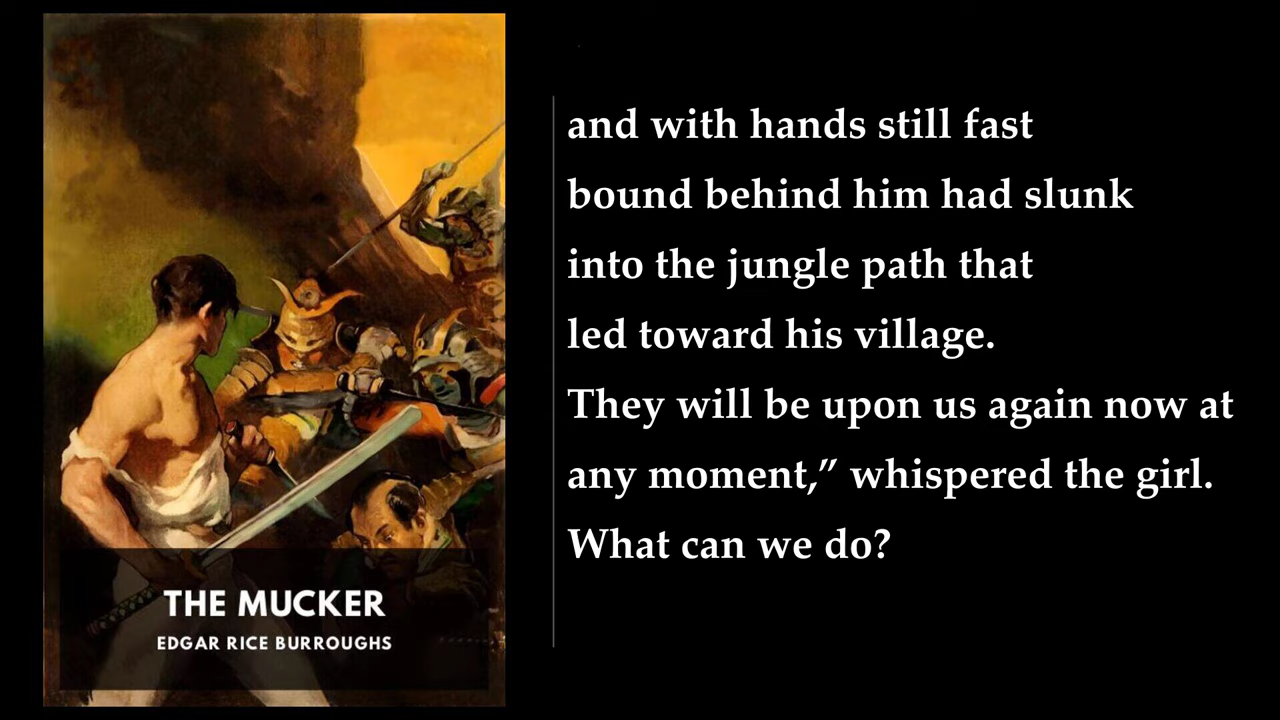 THE MUCKER
EDGAR RICE BURROUGHS
and with hands still fast
bound behind him had slunk
into the jungle path that
led toward his village.
They will be upon us again now at
any moment,” whispered the girl.
What can we do?